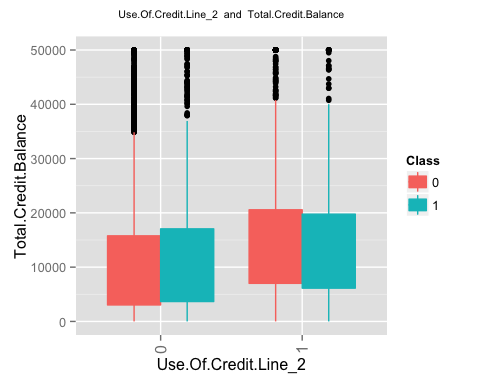 Use.Of.Credit.Line_2 and Total.Credit.Balance
50000
40000
30000
20000
10000
0
Total.Credit.Balance
0
1
Use.Of.Credit.Line_2
Class
0
1